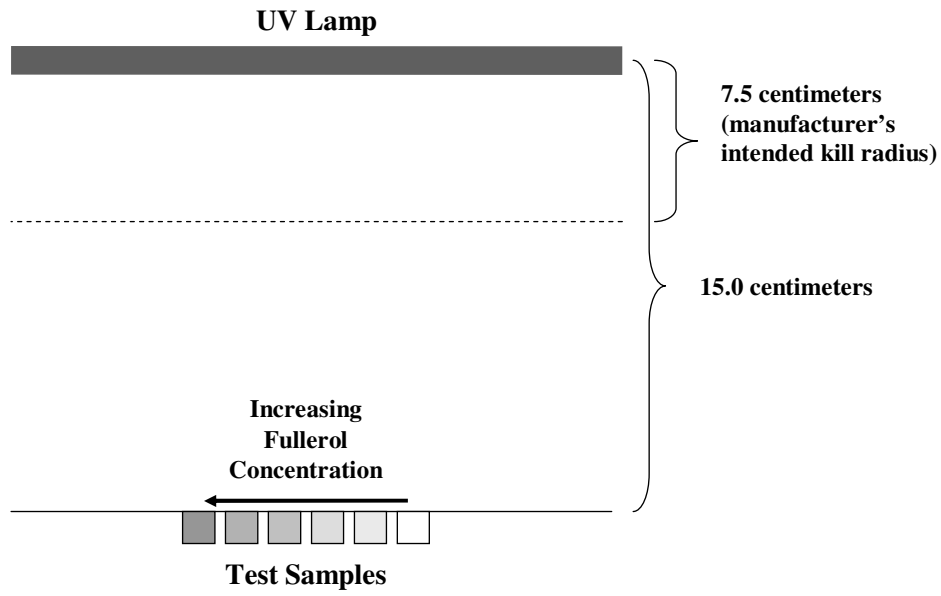 UV Lamp
7.5 centimeters
(manufacturer's
intended kill radius)
15.0 centimeters
Increasing
Fullerol
Concentration
Test Samples